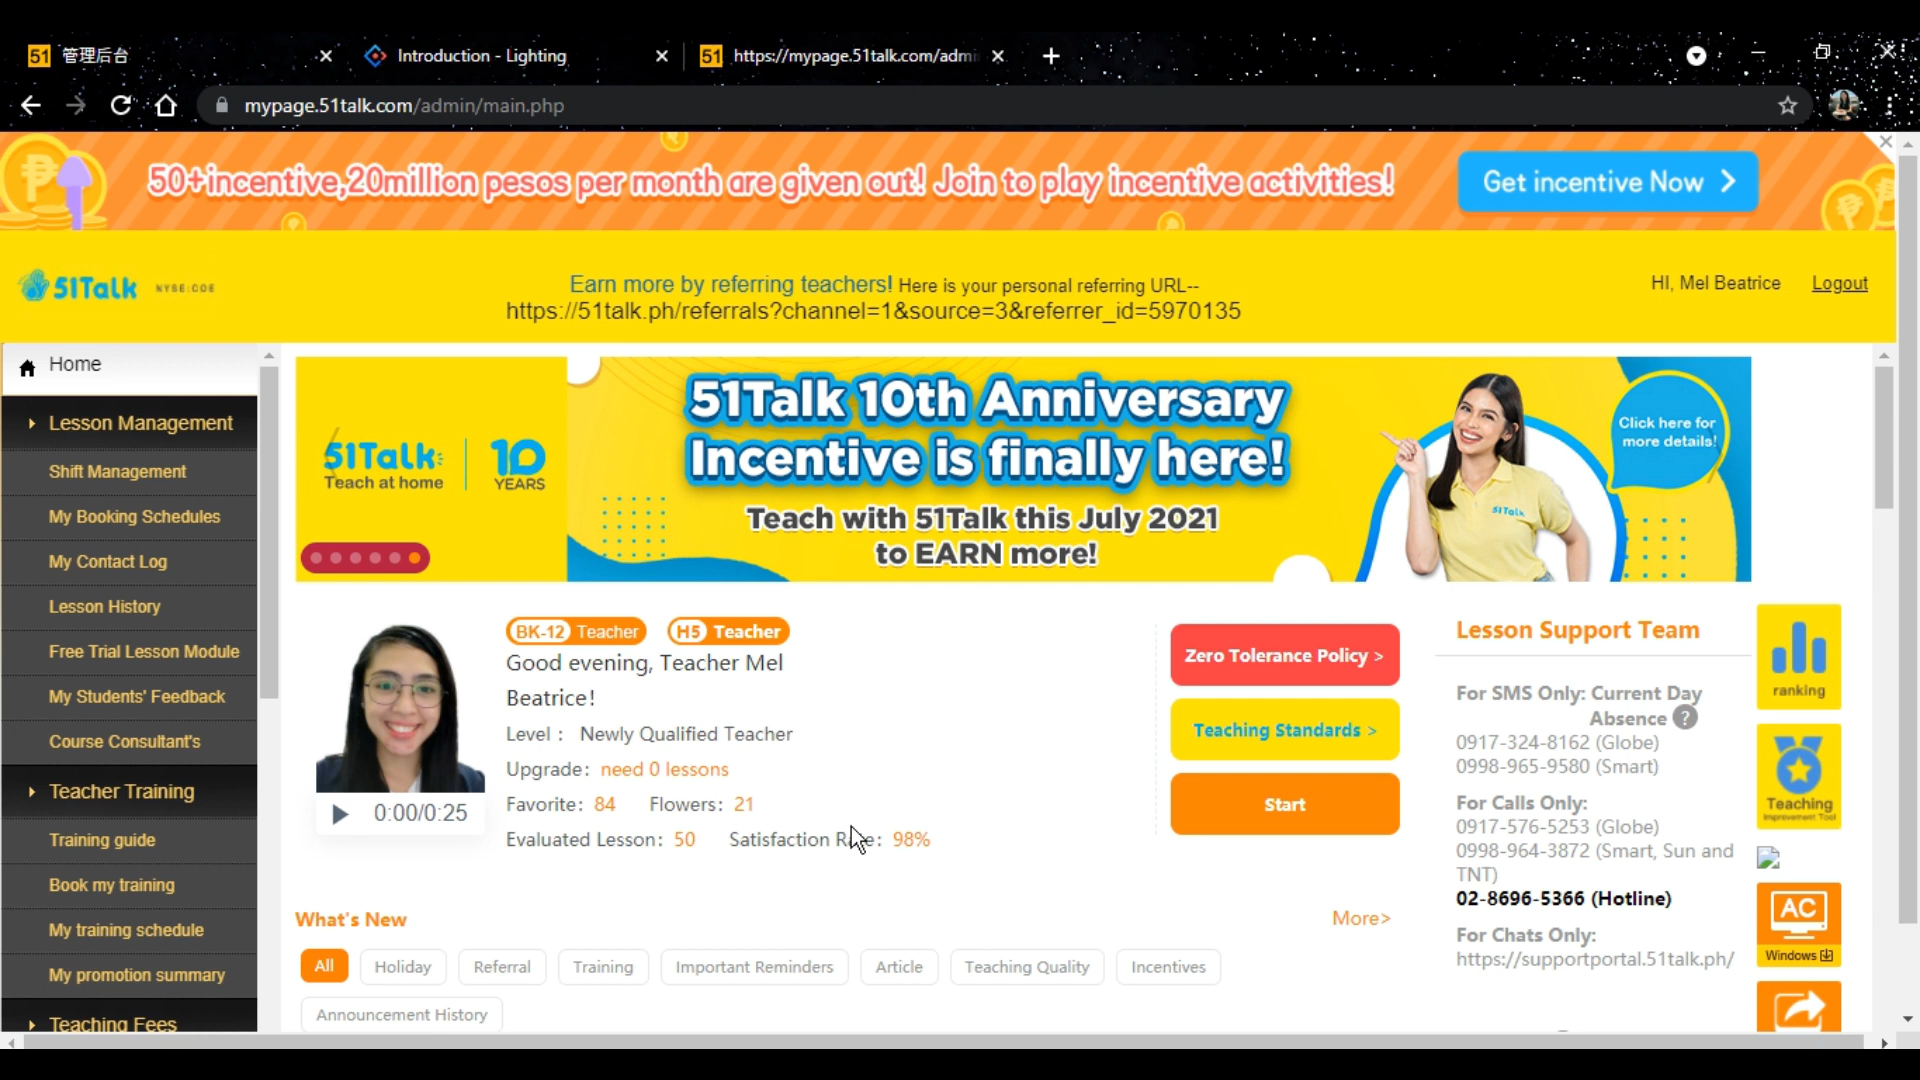 51 管理后台
Introduction - Lighting
51 https://mypage.51talk.com/adm
mypage.51talk.com/admin/main.php
50+incentive,20million pesos per month are given out! Join to play incentive activities!
Get incentive Now >
51Talk NYSE:COE
Earn more by referring teachers! Here is your personal referring URL--
https://51talk.ph/referrals?channel=1&source=3&referrer_id=5970135
HI, Mel Beatrice
Logout
Home
Lesson Management
Shift Management
My Booking Schedules
My Contact Log
Lesson History
Free Trial Lesson Module
My Students' Feedback
Course Consultant's
Teacher Training
Training guide
Book my training
My training schedule
My promotion summary
Teaching Fees
51Talk
Teach at home
10
YEARS
51Talk 10th Anniversary
Incentive is finally here!
Teach with 51Talk this July 2021
to EARN more!
51Talk
Click here for
more details!
0:00/0:25
BK-12 Teacher
H5 Teacher
Good evening, Teacher Mel
Beatrice!
Level : Newly Qualified Teacher
Upgrade: need 0 lessons
Favorite: 84 Flowers: 21
Evaluated Lesson: 50 Satisfaction Rate: 98%
Zero Tolerance Policy >
Teaching Standards >
Start
Lesson Support Team
For SMS Only: Current Day
Absence ?
0917-324-8162 (Globe)
0998-965-9580 (Smart)
For Calls Only:
0917-576-5253 (Globe)
0998-964-3872 (Smart, Sun and
TNT)
02-8696-5366 (Hotline)
For Chats Only:
https://supportportal.51talk.ph/
ranking
Teaching
Improvement Tool
AC
Windows
What's New
More>
All
Holiday
Referral
Training
Important Reminders
Article
Teaching Quality
Incentives
Announcement History